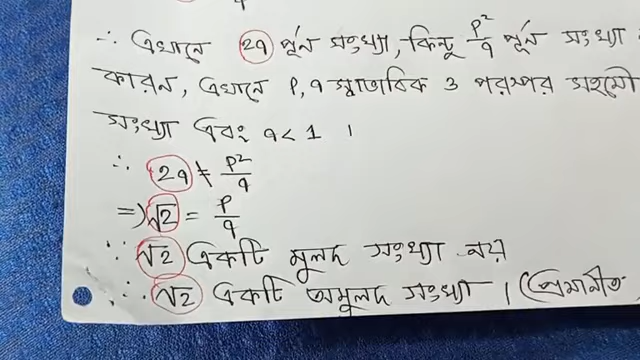 ∴ এখানে 2q পূর্ন সংখ্যা, কিন্তু p²/q পূর্ন সংখ্যা
কারন, এখানে p, q স্বাভাবিক ও পরস্পর সহমৌ
সংখ্যা এবং q < 1 ।
∴ 2q ≠ p²/q
⇒ √2 = p/q
∵ √2 একটি মূলদ সংখ্যা নয়
∴ √2 একটি অমূলদ সংখ্যা । (প্রমানীত